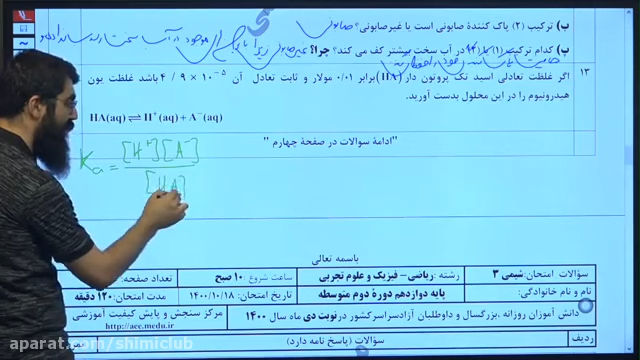 ب) ترکیب (۲) پاک کنندهٔ صابونی است یا غیرصابونی؟ صابونی
پ) کدام ترکیب (۱) یا (۲) در آب سخت بیشتر کف می کند؟ چرا؟
۱۳ اگر غلظت تعادلی اسید تک پروتون دار (HA) برابر ۰/۰۱ مولار و ثابت تعادل آن ۴/۹×۱۰⁻⁵ باشد غلظت یون
هیدرونیوم را در این محلول بدست آورید.
HA(aq) ⇌ H⁺(aq) + A⁻(aq)
"ادامهٔ سوالات در صفحهٔ چهارم"
Ka = [H⁺][A⁻]
[HA]
باسمه تعالی
سؤالات امتحان: شیمی ۳ رشته: ریاضی - فیزیک و علوم تجربی ساعت شروع: ۱۰ صبح تعداد صفحه:
نام و نام خانوادگی: پایه دوازدهم دورهٔ دوم متوسطه تاریخ امتحان: ۱۴۰۰/۱۰/۱۸ مدت امتحان: ۱۲۰ دقیقه
دانش آموزان روزانه، بزرگسال و داوطلبان آزاد سراسر کشور در نوبت دی ماه سال ۱۴۰۰ مرکز سنجش و پایش کیفیت آموزشی
http://aee.medu.ir
ردیف سؤالات (پاسخ نامه دارد)
aparat.com/shimiclub